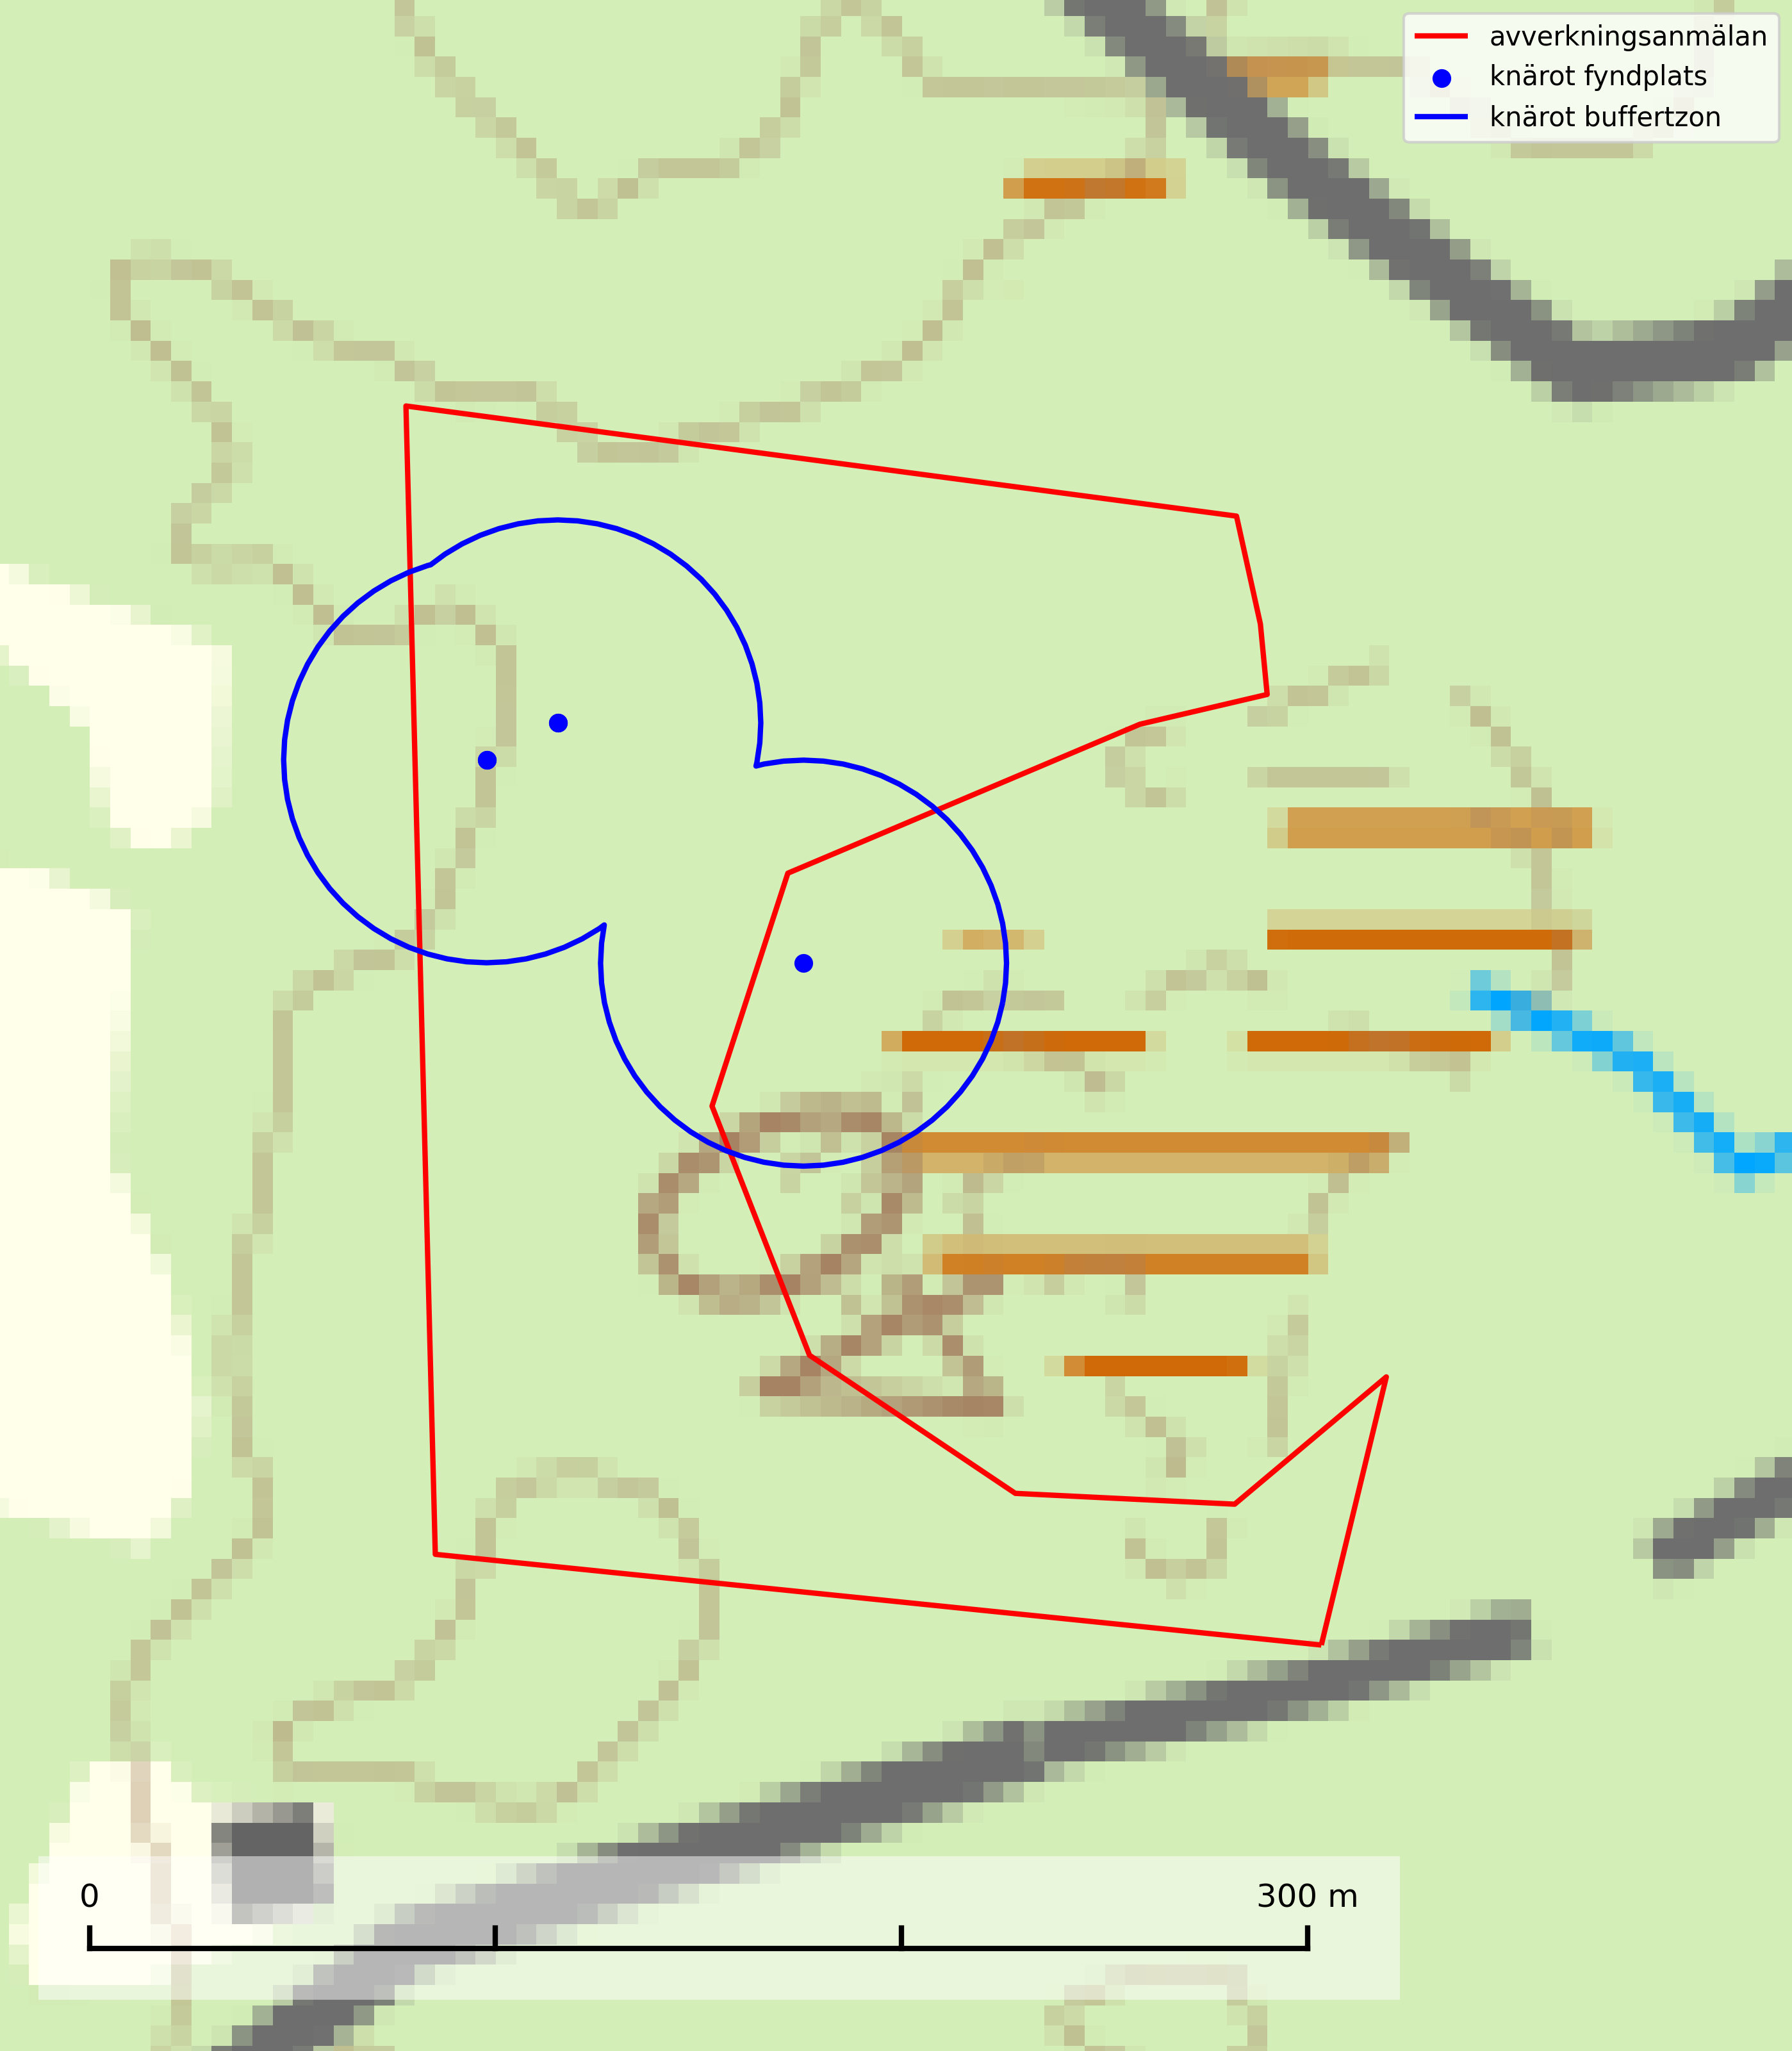 avverkningsanmälan
knärot fyndplats
knärot buffertzon
0
300 m